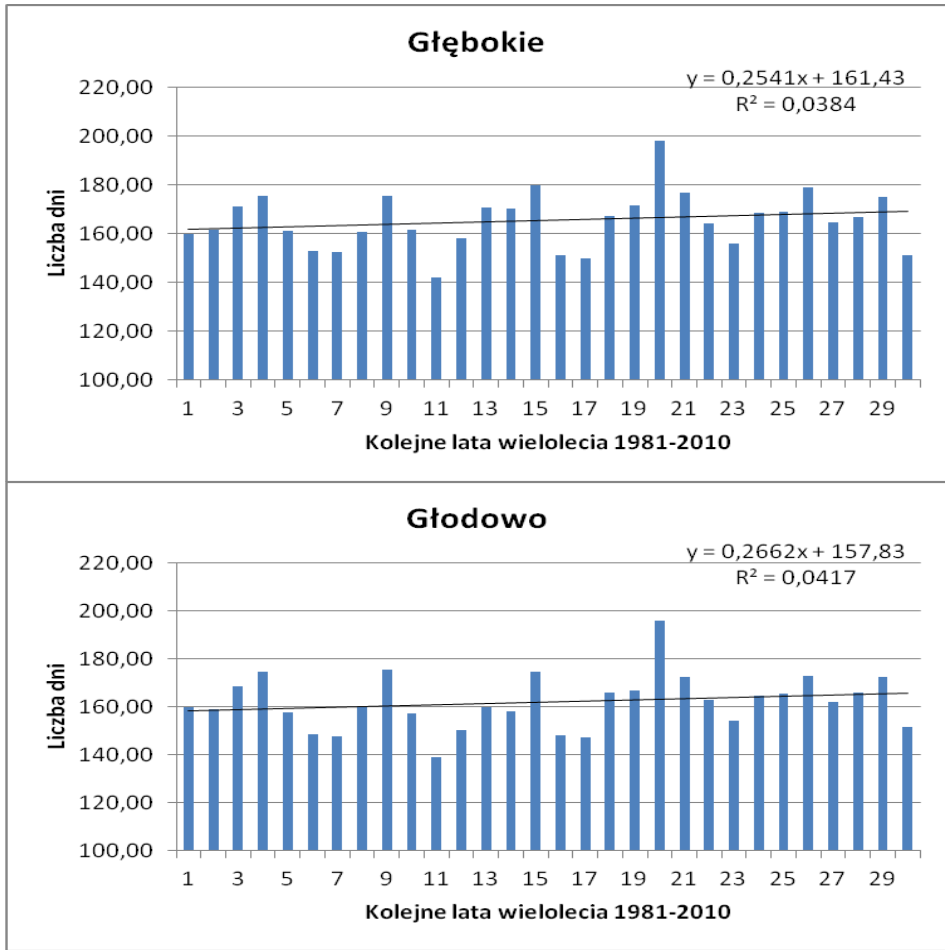 Głębokie
y = 0,2541x + 161,43
R² = 0,0384
220,00
200,00
180,00
160,00
140,00
120,00
100,00
Liczba dni
1 3 5 7 9 11 13 15 17 19 21 23 25 27 29
Kolejne lata wielolecia 1981-2010
Głodowo
y = 0,2662x + 157,83
R² = 0,0417
220,00
200,00
180,00
160,00
140,00
120,00
100,00
Liczba dni
1 3 5 7 9 11 13 15 17 19 21 23 25 27 29
Kolejne lata wielolecia 1981-2010